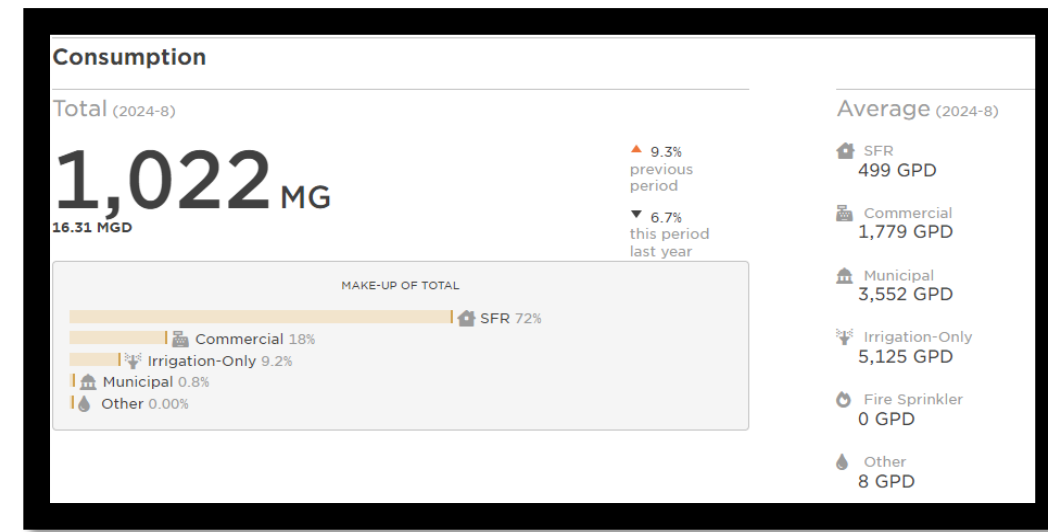 Consumption
Total (2024-8)
1,022 MG
16.31 MGD
▲ 9.3%
previous
period
▼ 6.7%
this period
last year
MAKE-UP OF TOTAL
SFR 72%
Commercial 18%
Irrigation-Only 9.2%
Municipal 0.8%
Other 0.00%
Average (2024-8)
SFR
499 GPD
Commercial
1,779 GPD
Municipal
3,552 GPD
Irrigation-Only
5,125 GPD
Fire Sprinkler
0 GPD
Other
8 GPD